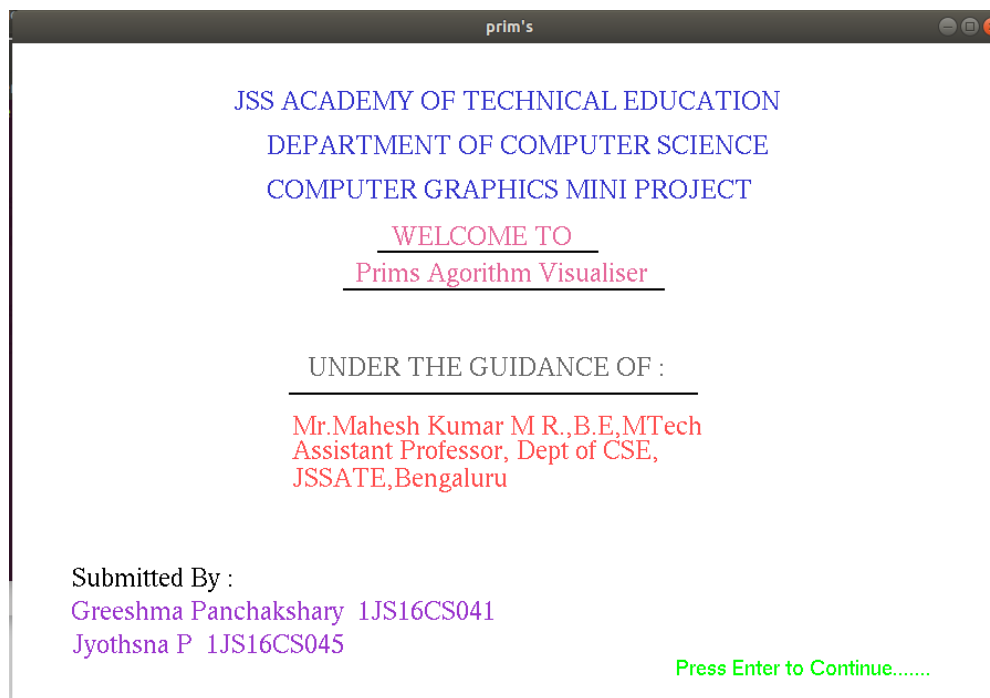 prim's
JSS ACADEMY OF TECHNICAL EDUCATION
DEPARTMENT OF COMPUTER SCIENCE
COMPUTER GRAPHICS MINI PROJECT
WELCOME TO
Prims Agorithm Visualiser
UNDER THE GUIDANCE OF :
Mr.Mahesh Kumar M R.,B.E,MTech
Assistant Professor, Dept of CSE,
JSSATE,Bengaluru
Submitted By :
Greeshma Panchakshary 1JS16CS041
Jyothsna P 1JS16CS045
Press Enter to Continue.......